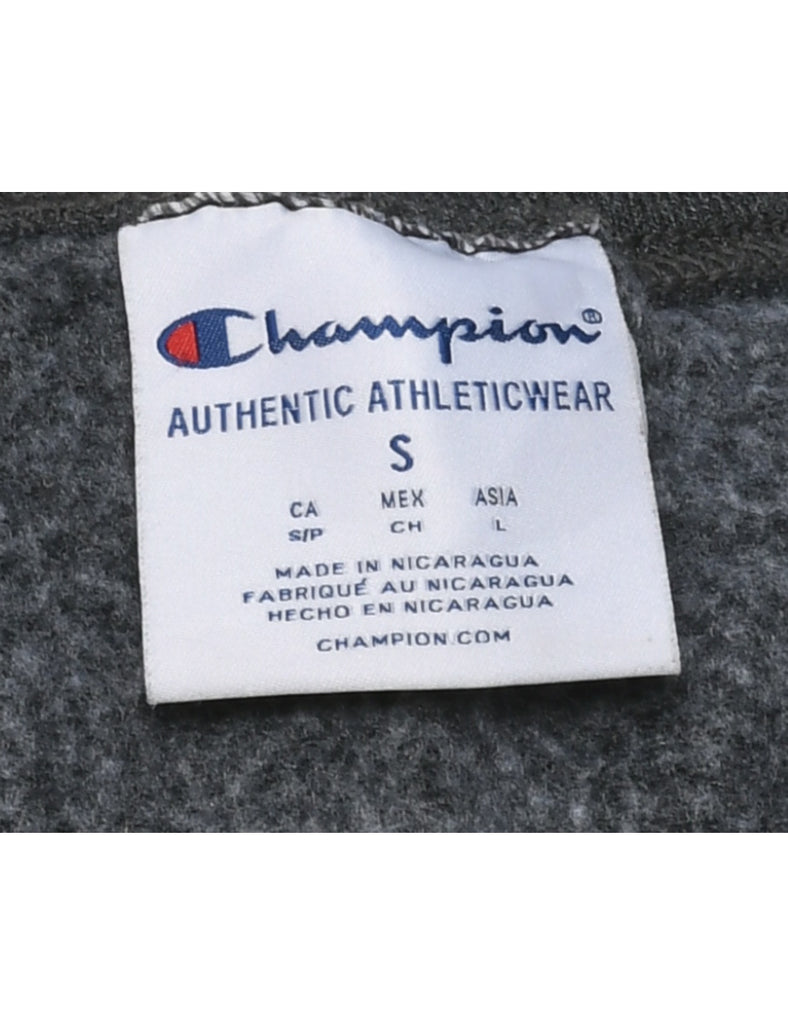 Champion®
AUTHENTIC ATHLETICWEAR
S
CA MEX ASIA
S/P CH L
MADE IN NICARAGUA
FABRIQUÉ AU NICARAGUA
HECHO EN NICARAGUA
CHAMPION.COM